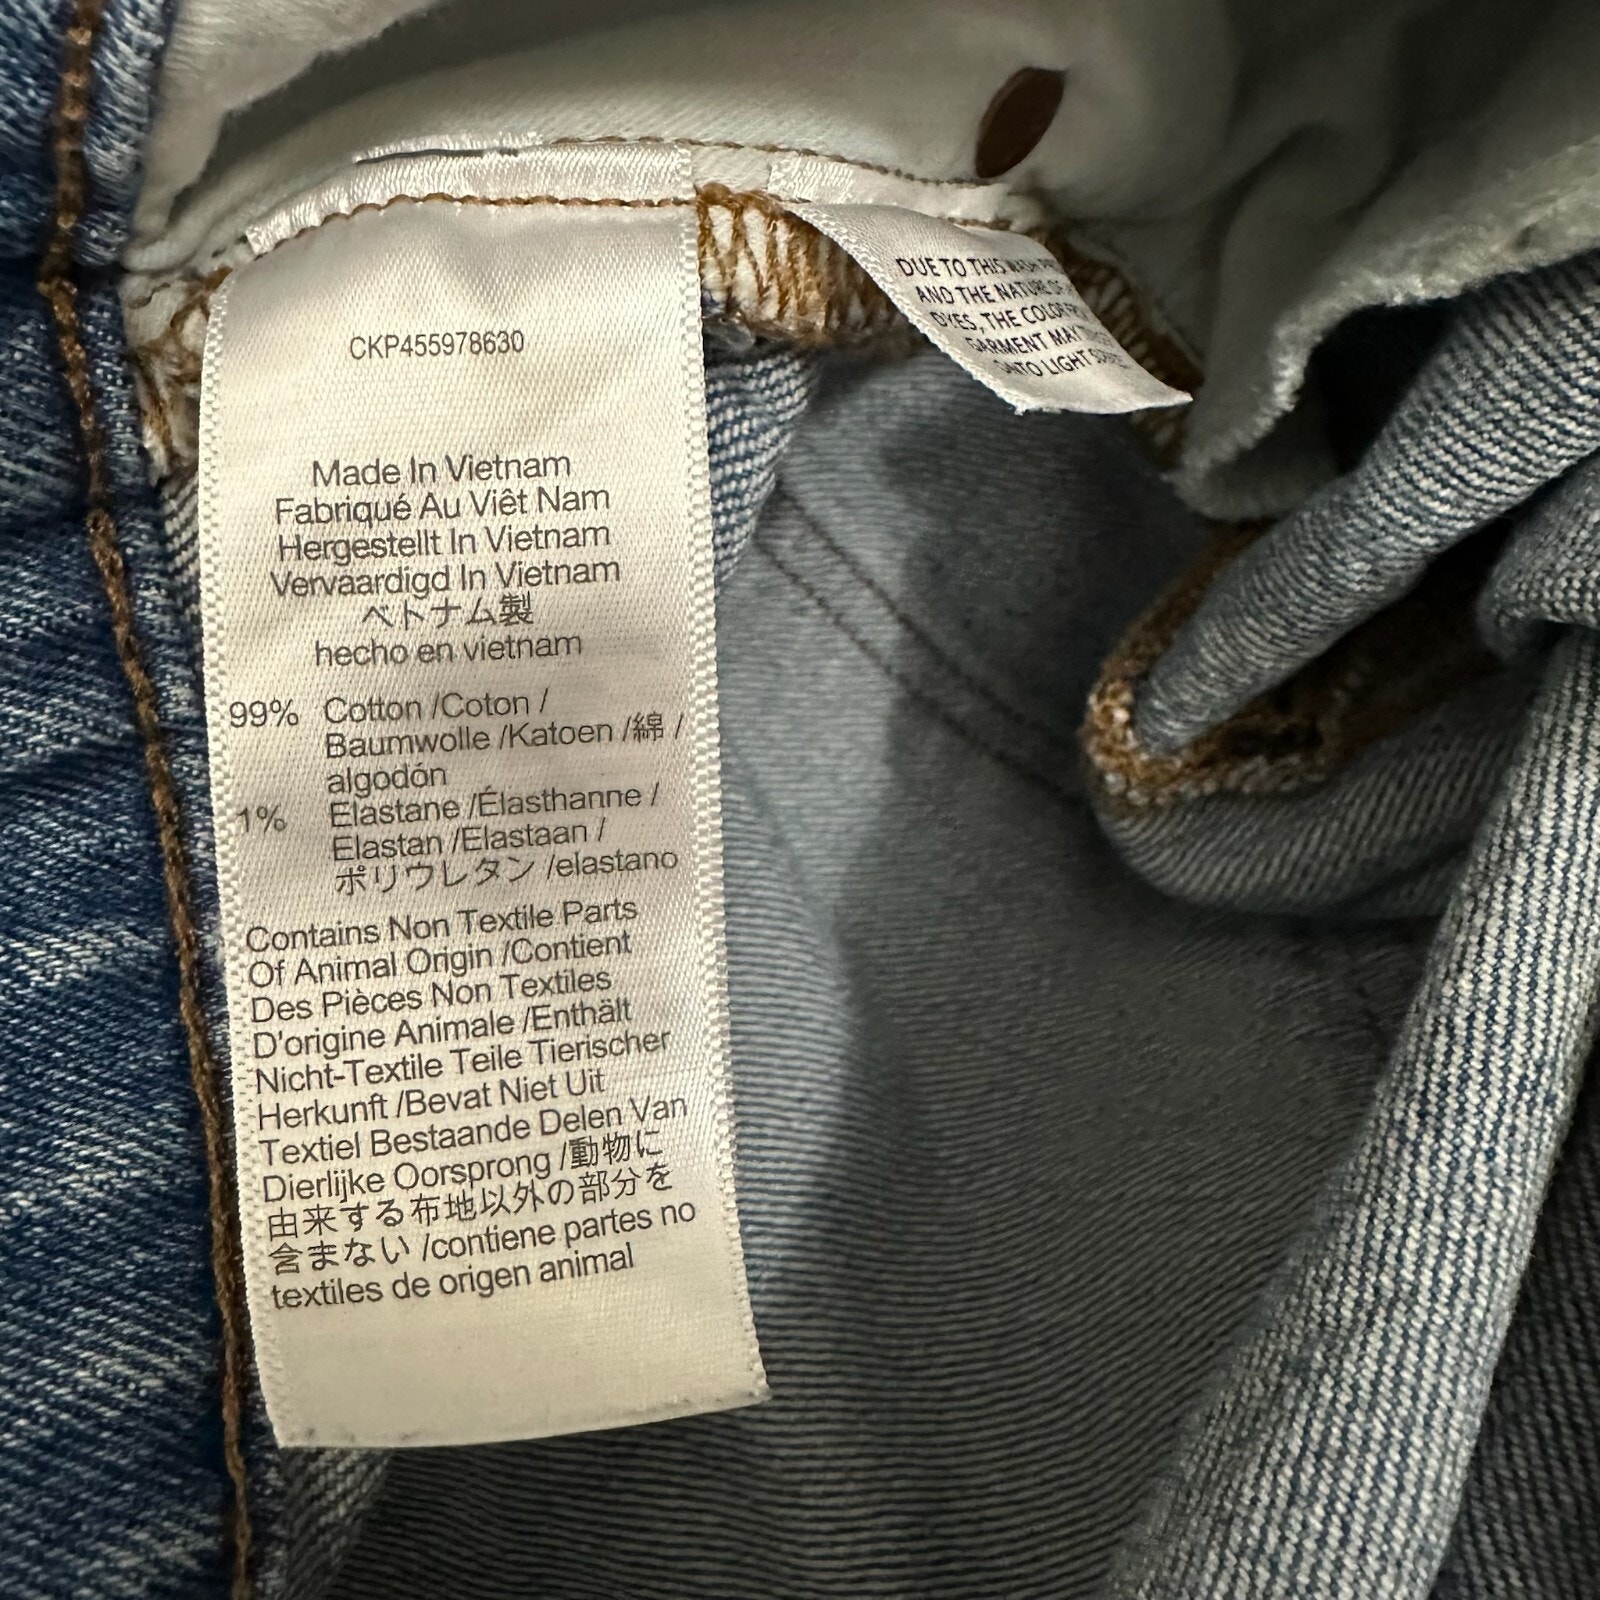 CKP455978630
Made In Vietnam
Fabriqué Au Viêt Nam
Hergestellt In Vietnam
Vervaardigd In Vietnam
ベトナム製
hecho en vietnam
99% Cotton /Coton /
Baumwolle /Katoen /綿 /
algodón
1% Elastane /Élasthanne /
Elastan /Elastaan /
ポリウレタン /elastano
Contains Non Textile Parts
Of Animal Origin /Contient
Des Pièces Non Textiles
D'origine Animale /Enthält
Nicht-Textile Teile Tierischer
Herkunft /Bevat Niet Uit
Textiel Bestaande Delen Van
Dierlijke Oorsprong /動物に
由来する布地以外の部分を
含まない /contiene partes no
textiles de origen animal
DUE TO THIS WASH
AND THE NATURE OF
DYES, THE COLOR
GARMENT MAY
ONTO LIGHT